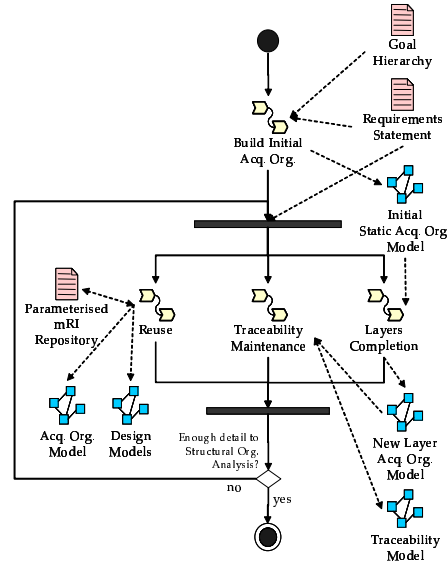 Goal
Hierarchy
Requirements
Statement
Build Initial
Acq. Org.
Initial
Static Acq. Org
Model
Parameterised
mRI
Repository
Reuse
Traceability
Maintenance
Layers
Completion
Acq. Org.
Model
Design
Models
Enough detail to
Structural Org.
Analysis?
New Layer
Acq. Org.
Model
no
yes
Traceability
Model